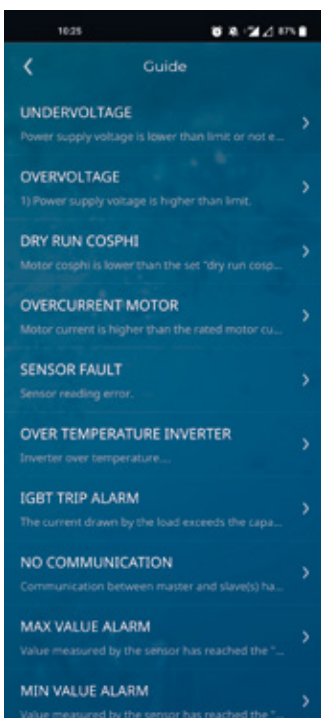 10:25
87%
Guide
UNDERVOLTAGE
Power supply voltage is lower than limit or not e...
OVERVOLTAGE
1) Power supply voltage is higher than limit.
DRY RUN COSPHI
Motor cosphi is lower than the set "dry run cosp...
OVERCURRENT MOTOR
Motor current is higher than the rated motor cu...
SENSOR FAULT
Sensor reading error.
OVER TEMPERATURE INVERTER
Inverter over temperature....
IGBT TRIP ALARM
The current drawn by the load exceeds the capa...
NO COMMUNICATION
Communication between master and slave(s) ha...
MAX VALUE ALARM
Value measured by the sensor has reached the "...
MIN VALUE ALARM
Value measured by the sensor has reached the "...